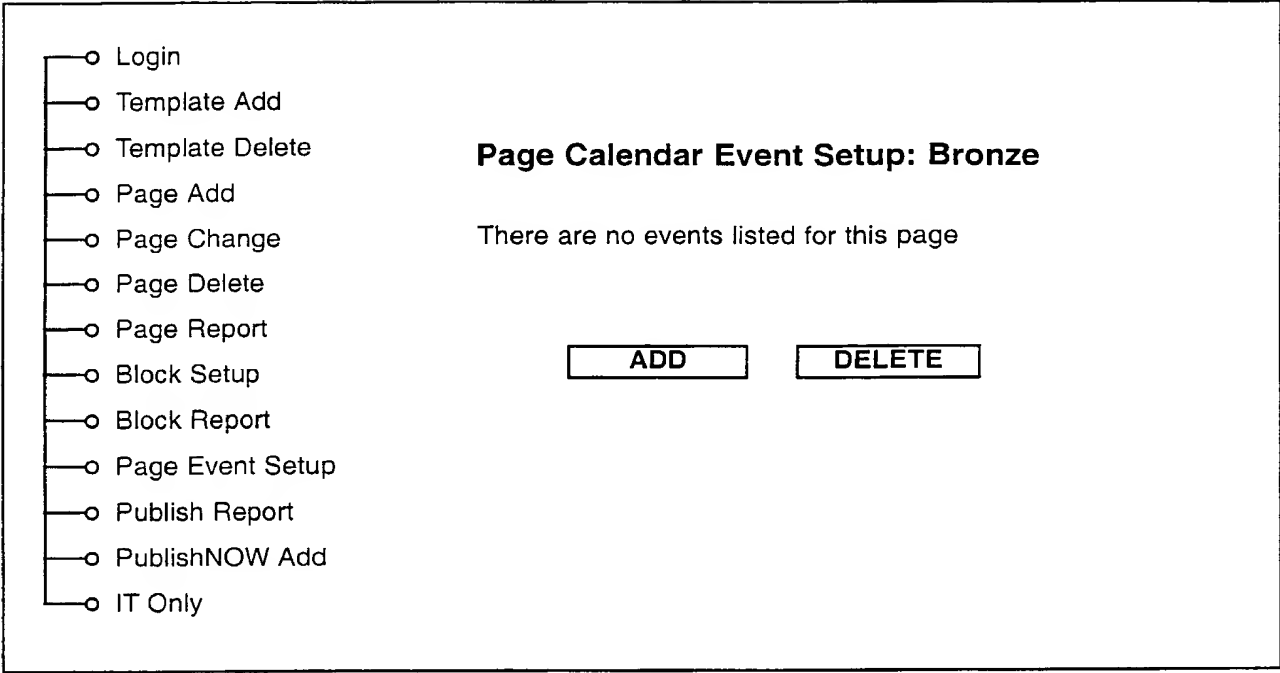 Login
Template Add
Template Delete
Page Add
Page Change
Page Delete
Page Report
Block Setup
Block Report
Page Event Setup
Publish Report
PublishNOW Add
IT Only
Page Calendar Event Setup: Bronze
There are no events listed for this page
ADD DELETE